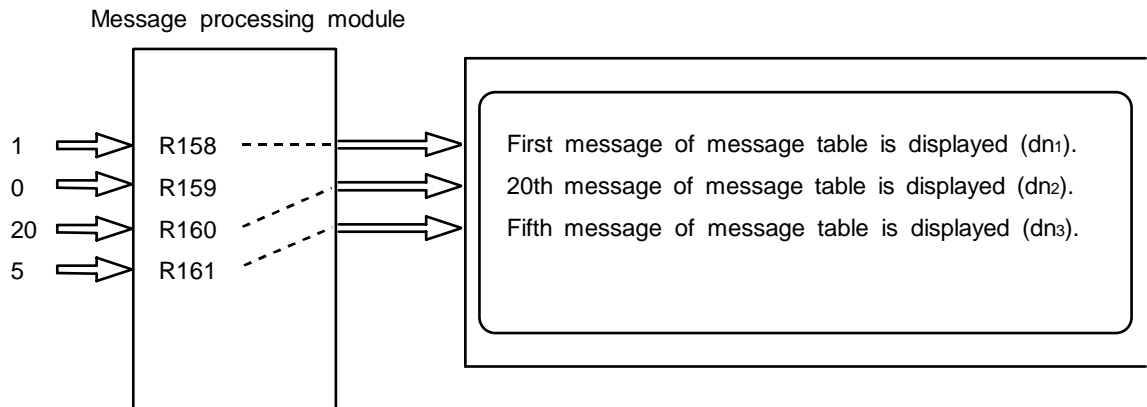 Message processing module
1 R158 First message of message table is displayed (dn1).
0 R159 20th message of message table is displayed (dn2).
20 R160 Fifth message of message table is displayed (dn3).
5 R161